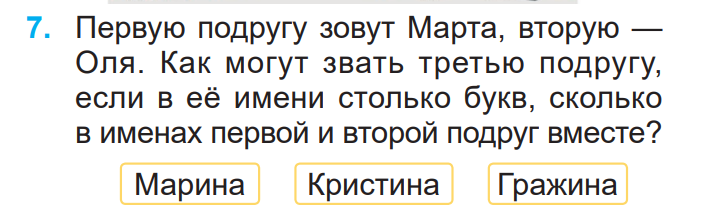 7. Первую подругу зовут Марта, вторую —
Оля. Как могут звать третью подругу,
если в её имени столько букв, сколько
в именах первой и второй подруг вместе?
Марина Кристина Гражина